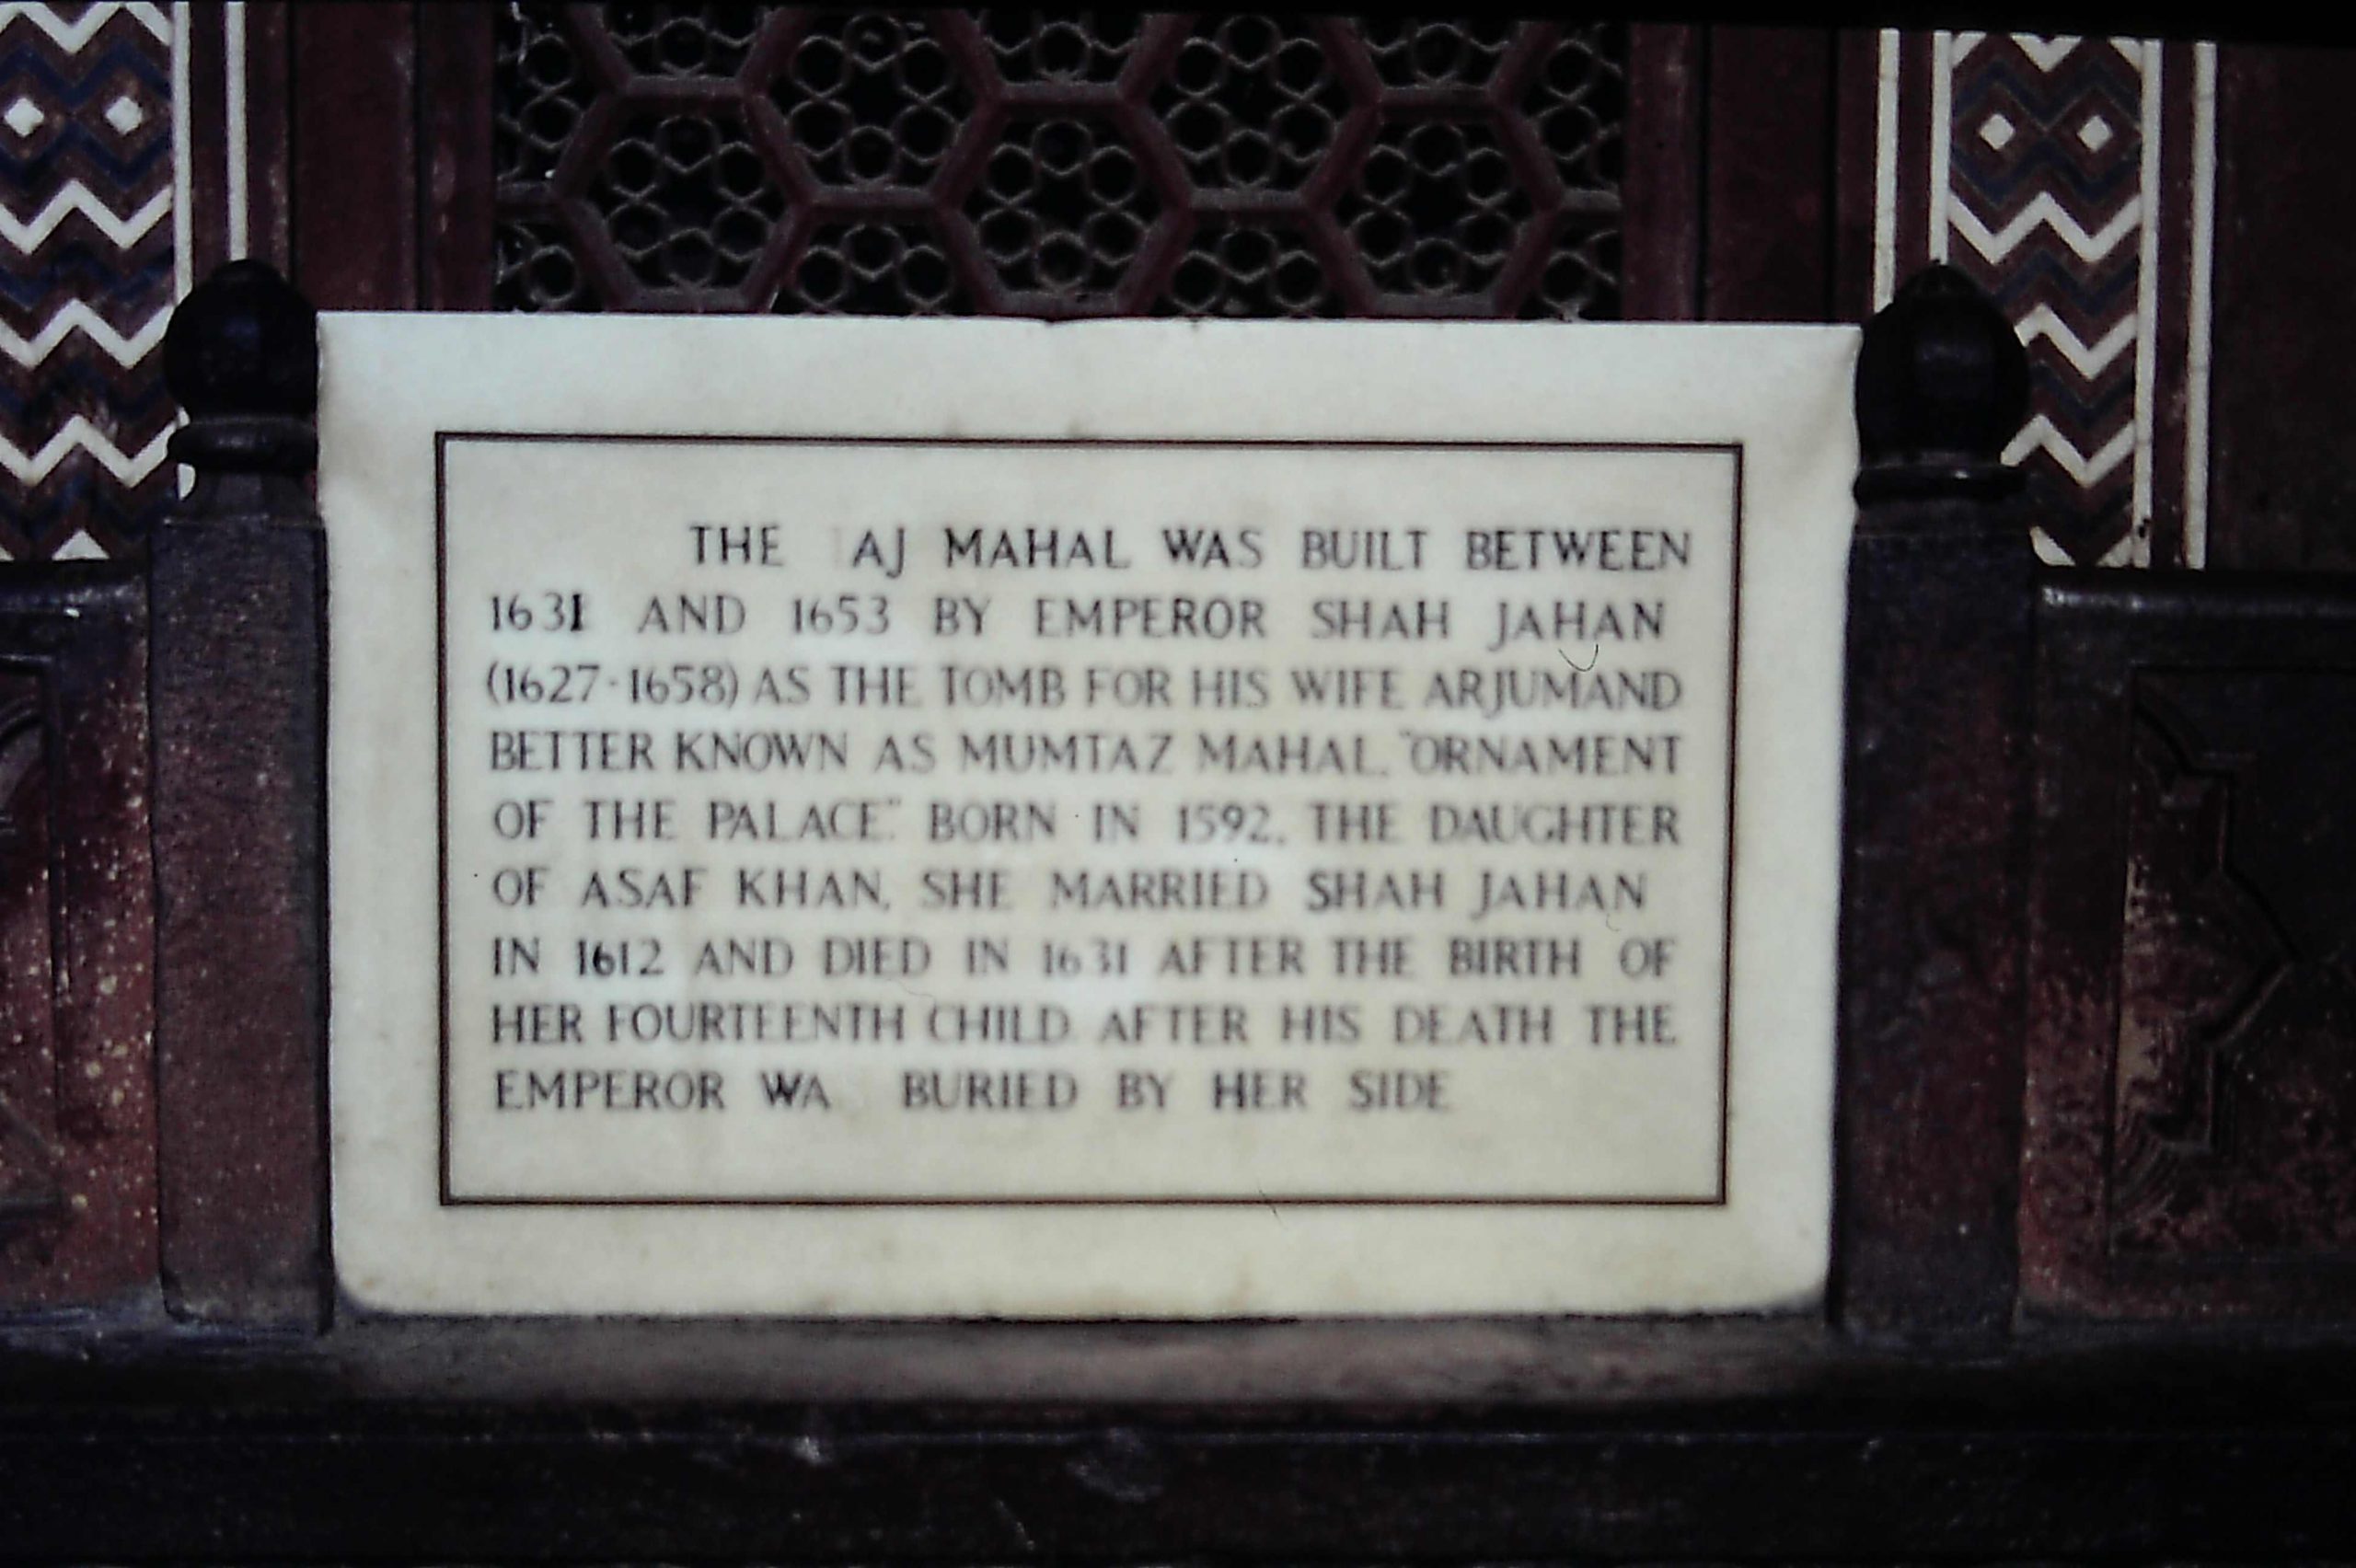 THE AJ MAHAL WAS BUILT BETWEEN
1631 AND 1653 BY EMPEROR SHAH JAHAN
(1627-1658) AS THE TOMB FOR HIS WIFE ARJUMAND
BETTER KNOWN AS MUMTAZ MAHAL. "ORNAMENT
OF THE PALACE." BORN IN 1592. THE DAUGHTER
OF ASAF KHAN, SHE MARRIED SHAH JAHAN
IN 1612 AND DIED IN 1631 AFTER THE BIRTH OF
HER FOURTEENTH CHILD AFTER HIS DEATH THE
EMPEROR WA BURIED BY HER SIDE